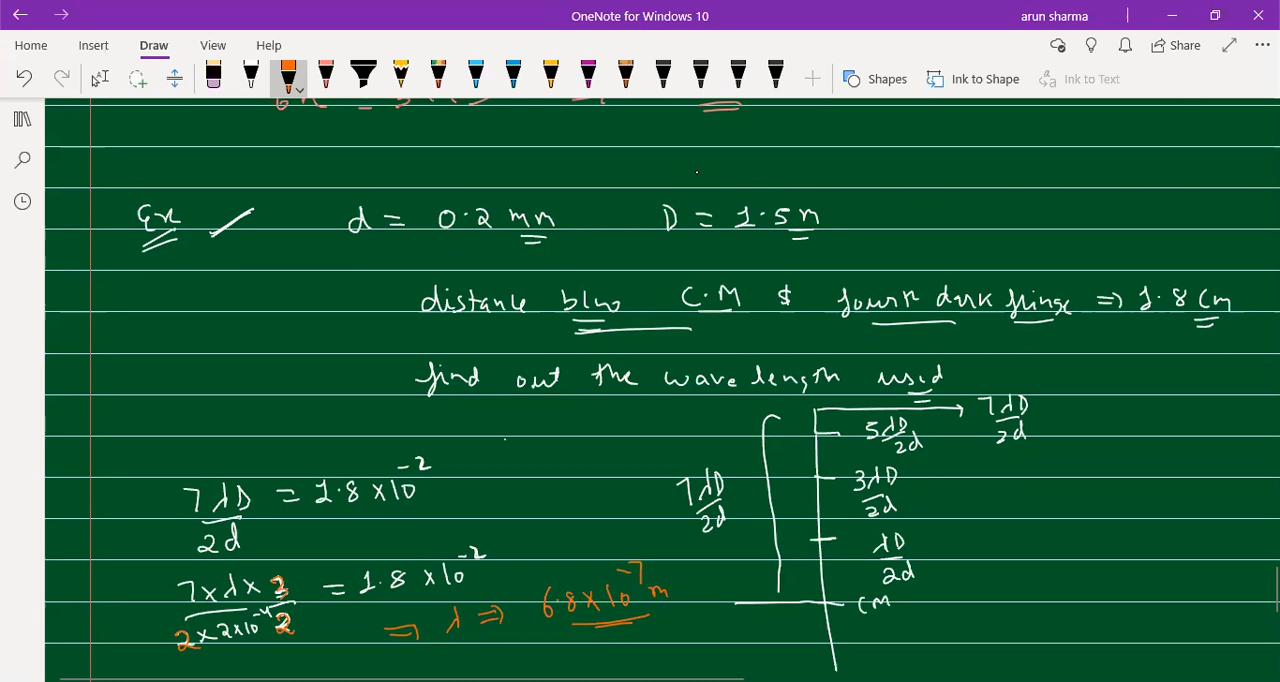 OneNote for Windows 10
arun sharma
Home Insert Draw View Help
Share
Shapes Ink to Shape Ink to Text
Ex d = 0.2 mm D = 1.5 m
distance b/w C.M & fourth dark fringe ⇒ 1.8 Cm
find out the wave length used
7λD/2d
5λD/2d
7λD/2d = 1.8 × 10⁻²
7λD/2d
3λD/2d
λD/2d
7 × λ × 3 / 2 × 2 × 10⁻⁴ × 2 = 1.8 × 10⁻²
CM
⇒ λ ⇒ 6.8 × 10⁻⁷ m